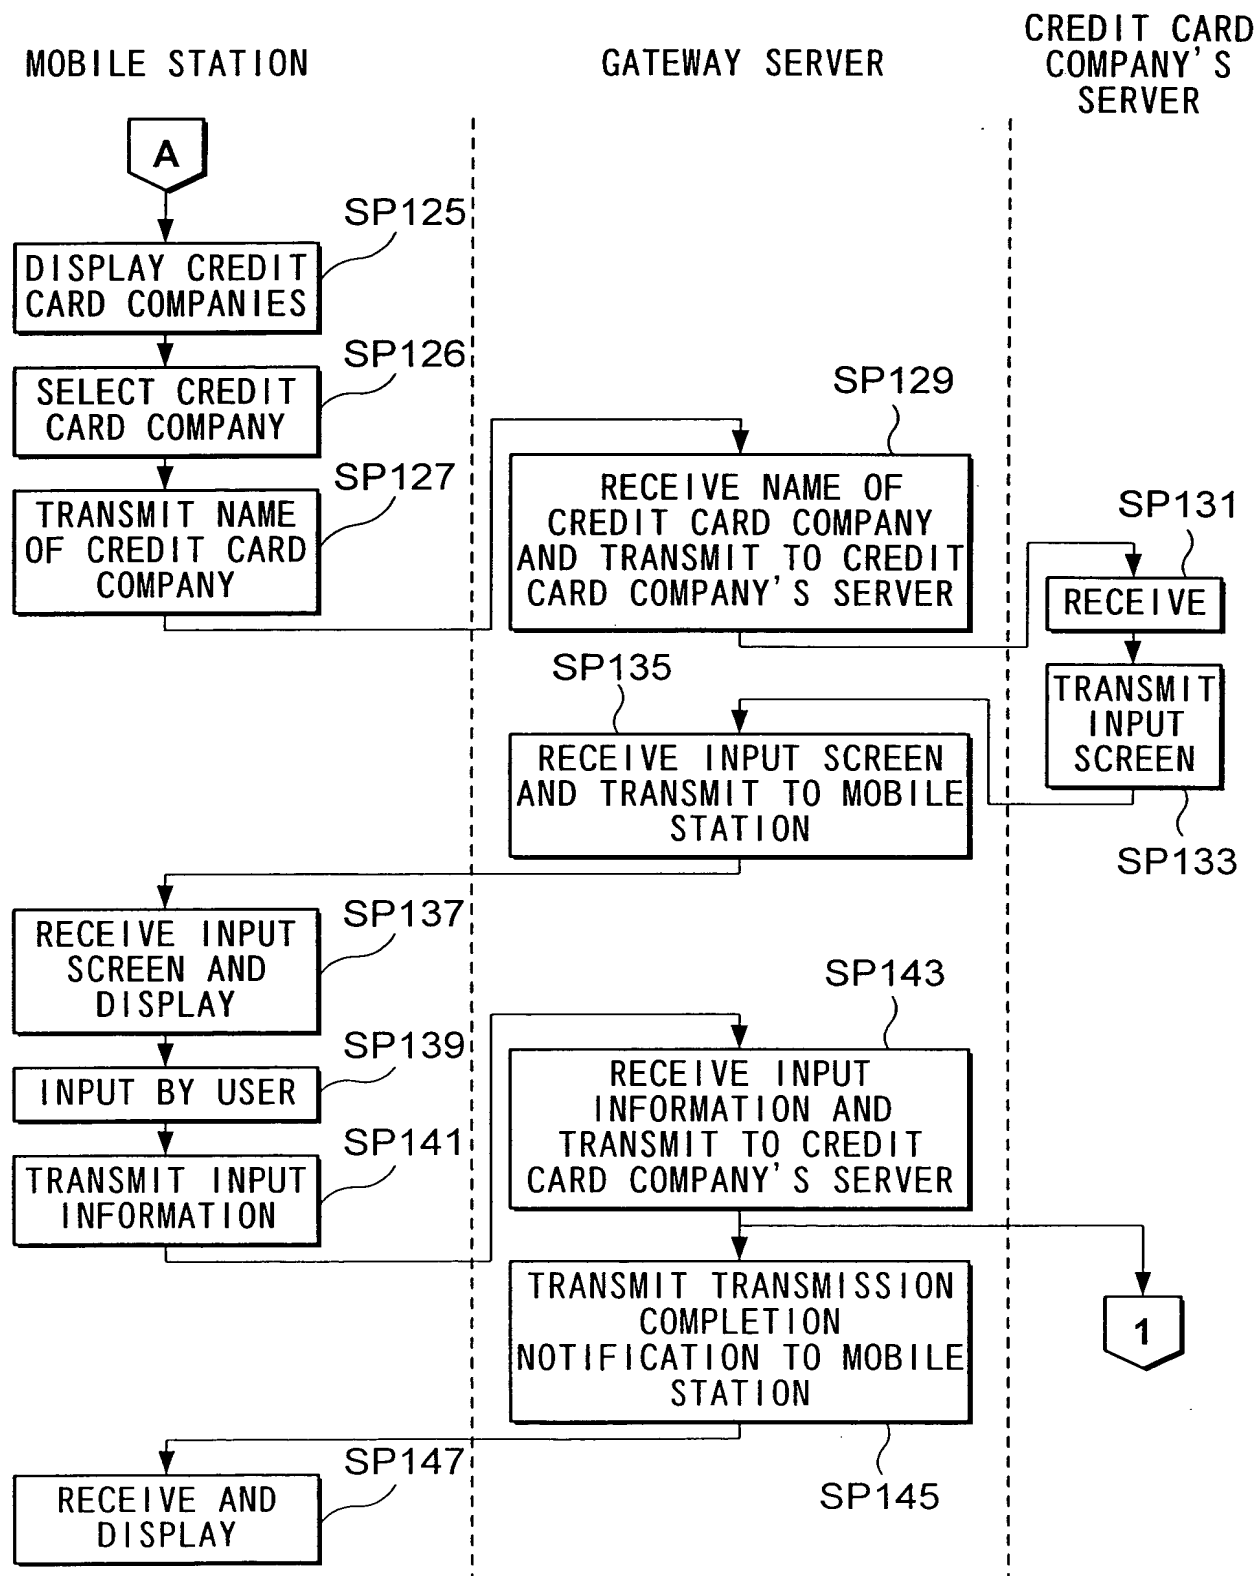 MOBILE STATION
GATEWAY SERVER
CREDIT CARD
COMPANY'S
SERVER
A
SP125
DISPLAY CREDIT
CARD COMPANIES
SP126
SELECT CREDIT
CARD COMPANY
SP127
TRANSMIT NAME
OF CREDIT CARD
COMPANY
SP129
RECEIVE NAME OF
CREDIT CARD COMPANY
AND TRANSMIT TO CREDIT
CARD COMPANY'S SERVER
SP131
RECEIVE
TRANSMIT
INPUT
SCREEN
SP133
SP135
RECEIVE INPUT SCREEN
AND TRANSMIT TO MOBILE
STATION
SP137
RECEIVE INPUT
SCREEN AND
DISPLAY
SP139
INPUT BY USER
SP141
TRANSMIT INPUT
INFORMATION
SP143
RECEIVE INPUT
INFORMATION AND
TRANSMIT TO CREDIT
CARD COMPANY'S SERVER
1
TRANSMIT TRANSMISSION
COMPLETION
NOTIFICATION TO MOBILE
STATION
SP145
SP147
RECEIVE AND
DISPLAY